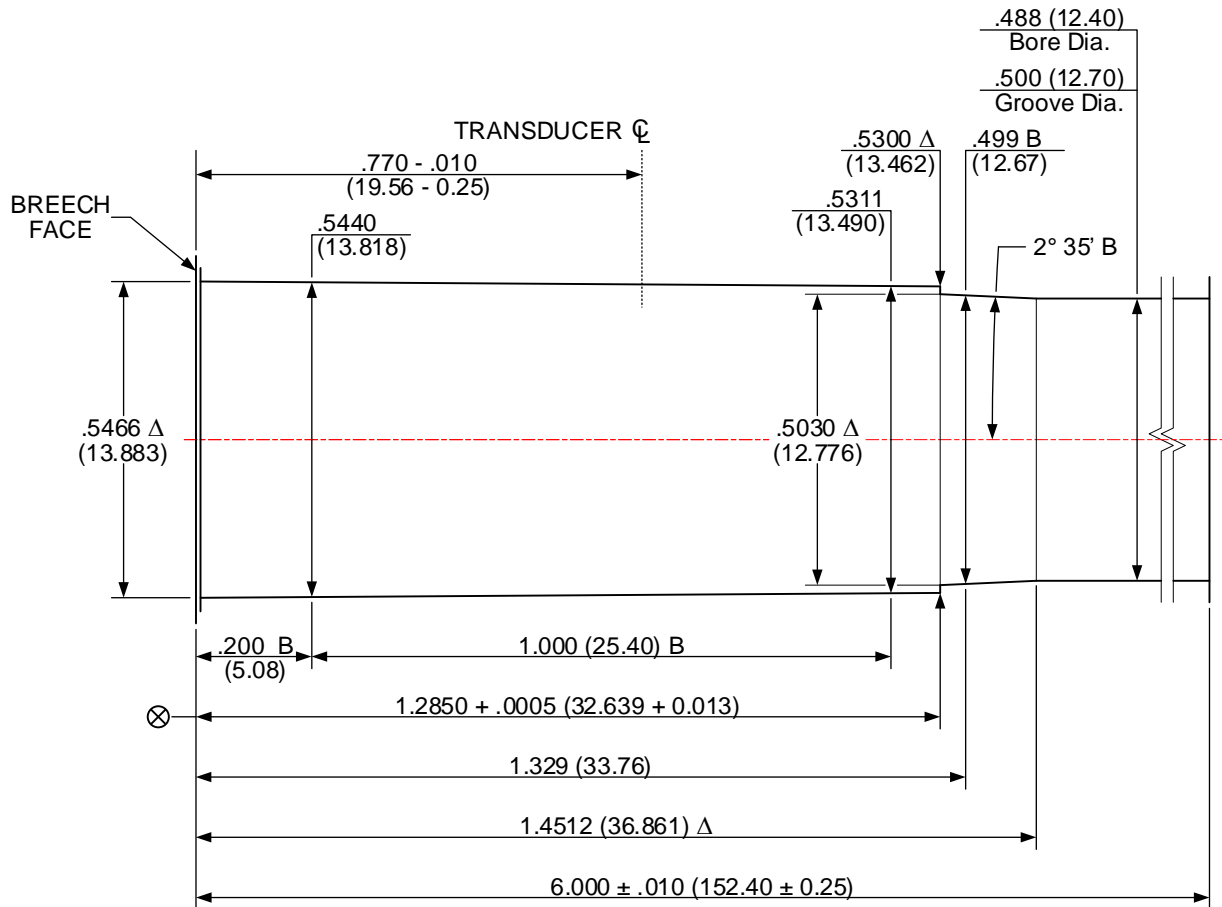 .488 (12.40)
Bore Dia.
.500 (12.70)
Groove Dia.
TRANSDUCER ℄
.770 - .010
(19.56 - 0.25)
.5300 Δ
(13.462)
.499 B
(12.67)
BREECH
FACE
.5440
(13.818)
.5311
(13.490)
2° 35' B
.5466 Δ
(13.883)
.5030 Δ
(12.776)
.200 B
(5.08)
1.000 (25.40) B
1.2850 + .0005 (32.639 + 0.013)
1.329 (33.76)
1.4512 (36.861) Δ
6.000 ± .010 (152.40 ± 0.25)